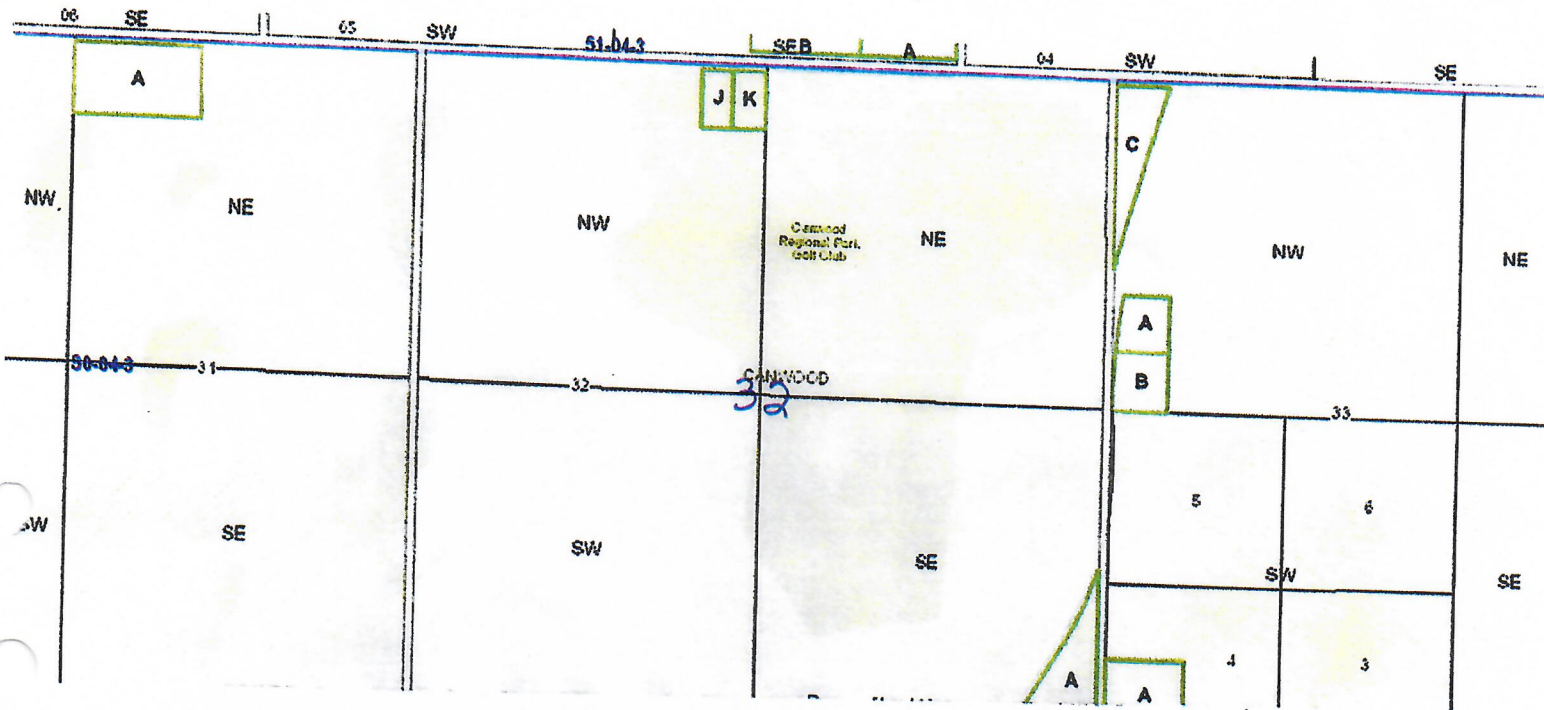 06 SE 05 SW 51-04-3 SE B A 04 SW SE
A J K C
NW. NE NW
Regional Park
Golf Club
NE NW NE
A
30-04-3 31 32 CANWOOD B
32 33
5 6
SW SE SW SE SW SE
4 3
A A